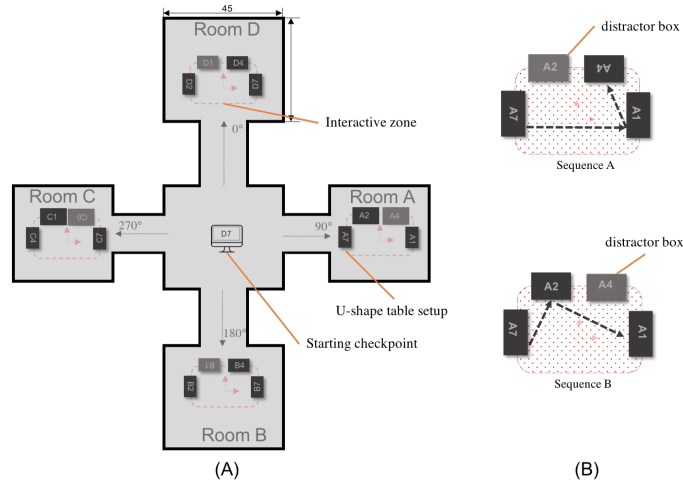 45
Room D
D1
D4
D2
D7
Interactive zone
0°
Room C
C1
C6
C4
C7
270°
D7
90°
Room A
A2
A4
A7
A1
U-shape table setup
Starting checkpoint
180°
B1
B4
B2
B7
Room B
(A)
distractor box
A2
A4
A7
A1
Sequence A
distractor box
A2
A4
A7
A1
Sequence B
(B)